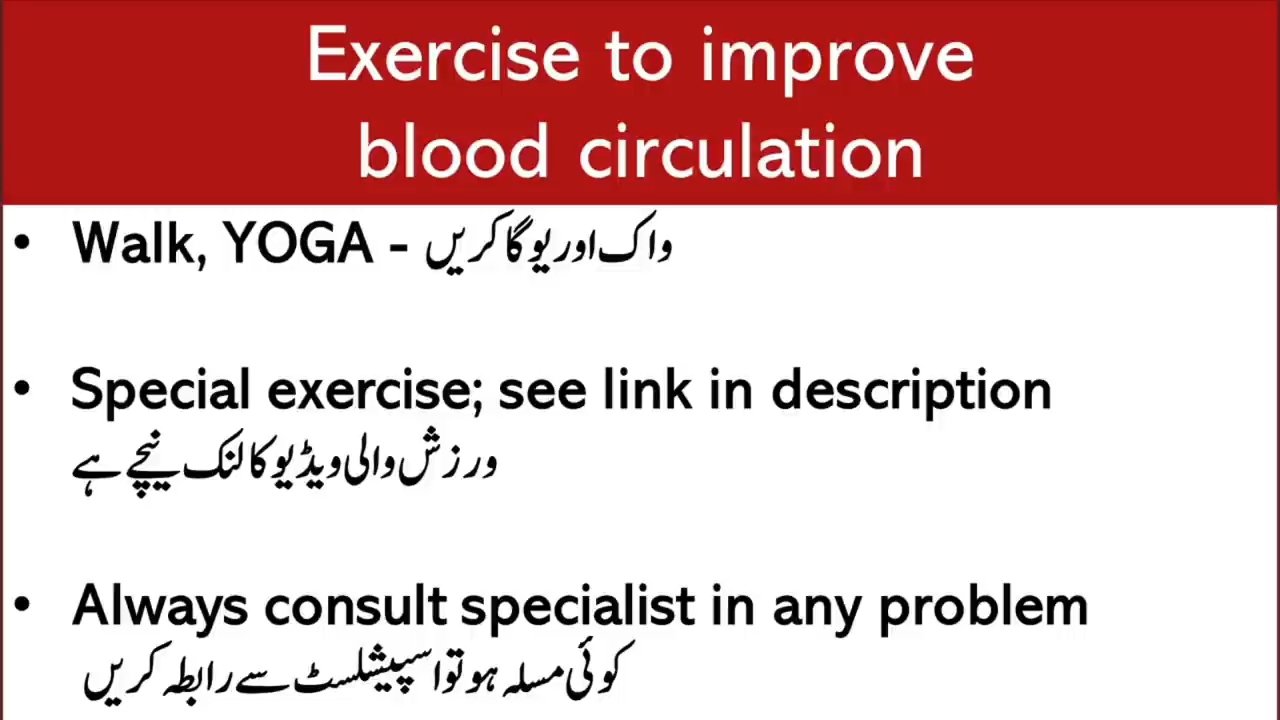 Exercise to improve
blood circulation
• Walk, YOGA - واک اور یوگا کریں
• Special exercise; see link in description
ورزش والی ویڈیو کا لنک نیچے ہے
• Always consult specialist in any problem
کوئی مسلہ ہو تو اسپیشلسٹ سے رابطہ کریں